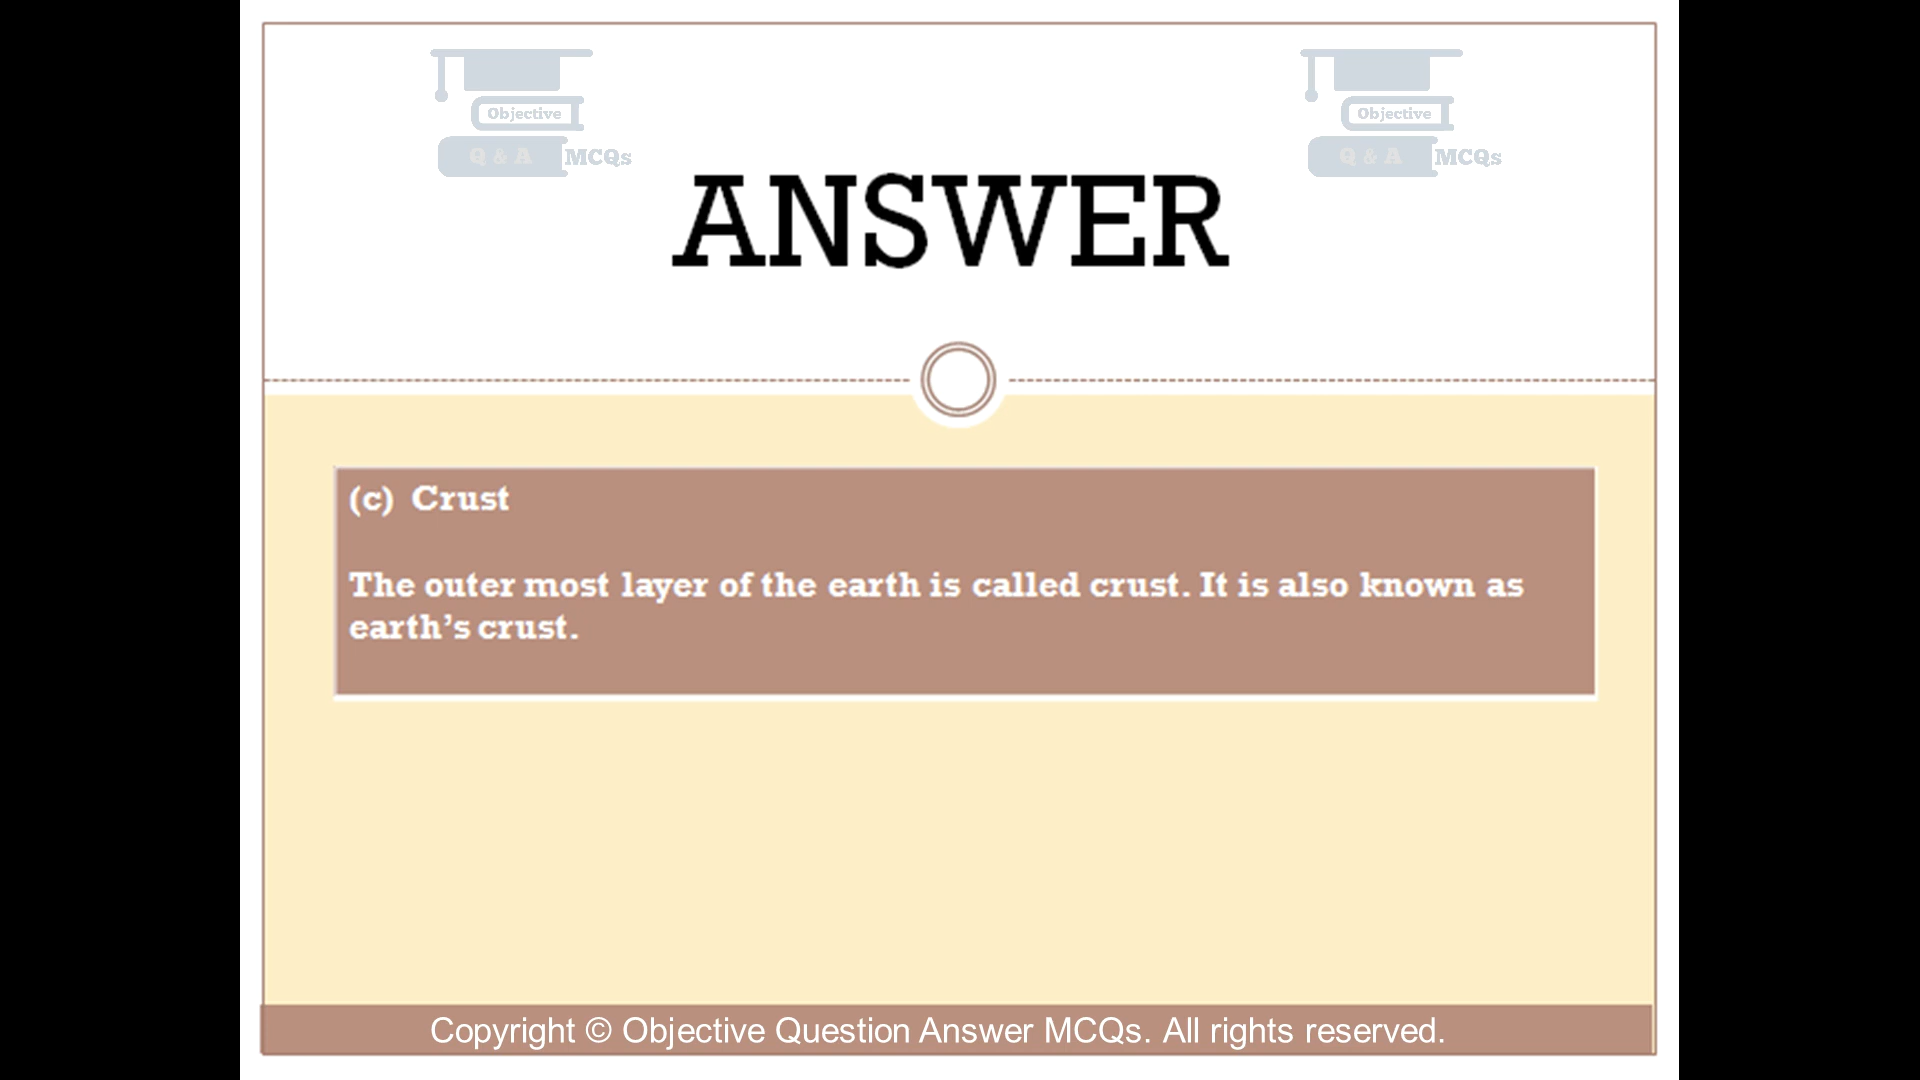 Objective
Q & A MCQs
Objective
Q & A MCQs
ANSWER
(c) Crust
The outer most layer of the earth is called crust. It is also known as
earth’s crust.
Copyright © Objective Question Answer MCQs. All rights reserved.